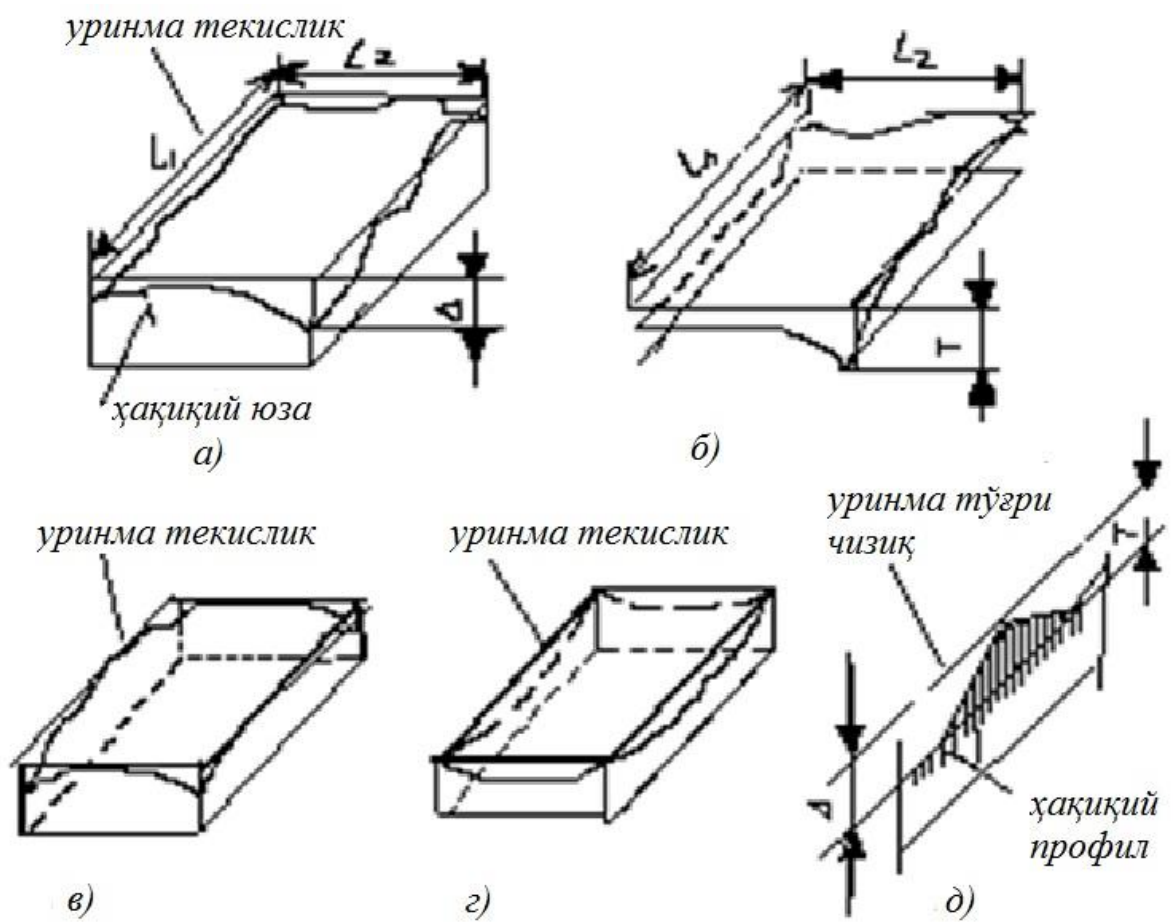 уринма текислик
L2
L2
L1
L1
Δ
T
ҳақиқий юза
а)
б)
уринма текислик
уринма текислик
уринма тўғри
чизиқ
T
Δ
ҳақиқий
профил
в)
г)
д)